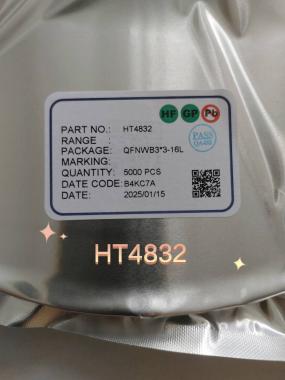 HF GP Pb
PART NO.: HT4832
RANGE :
PACKAGE: QFNWB3*3-16L
MARKING:
QUANTITY: 5000 PCS
DATE CODE: B4KC7A
DATE: 2025/01/15
PASS
HT4832